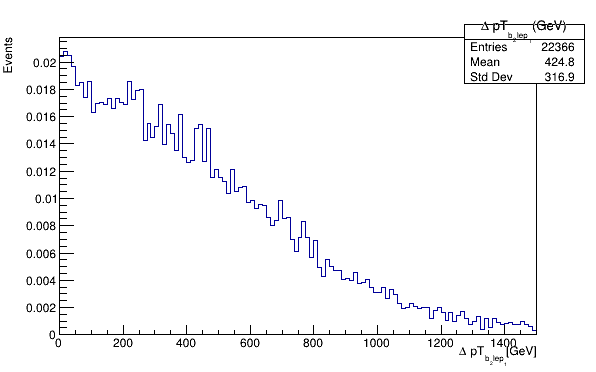 Δ pT_b_2lep_1 (GeV)
Entries 22366
Mean 424.8
Std Dev 316.9
Events
0.02
0.018
0.016
0.014
0.012
0.01
0.008
0.006
0.004
0.002
0
0 200 400 600 800 1000 1200 1400
Δ pT_b_2lep_1[GeV]